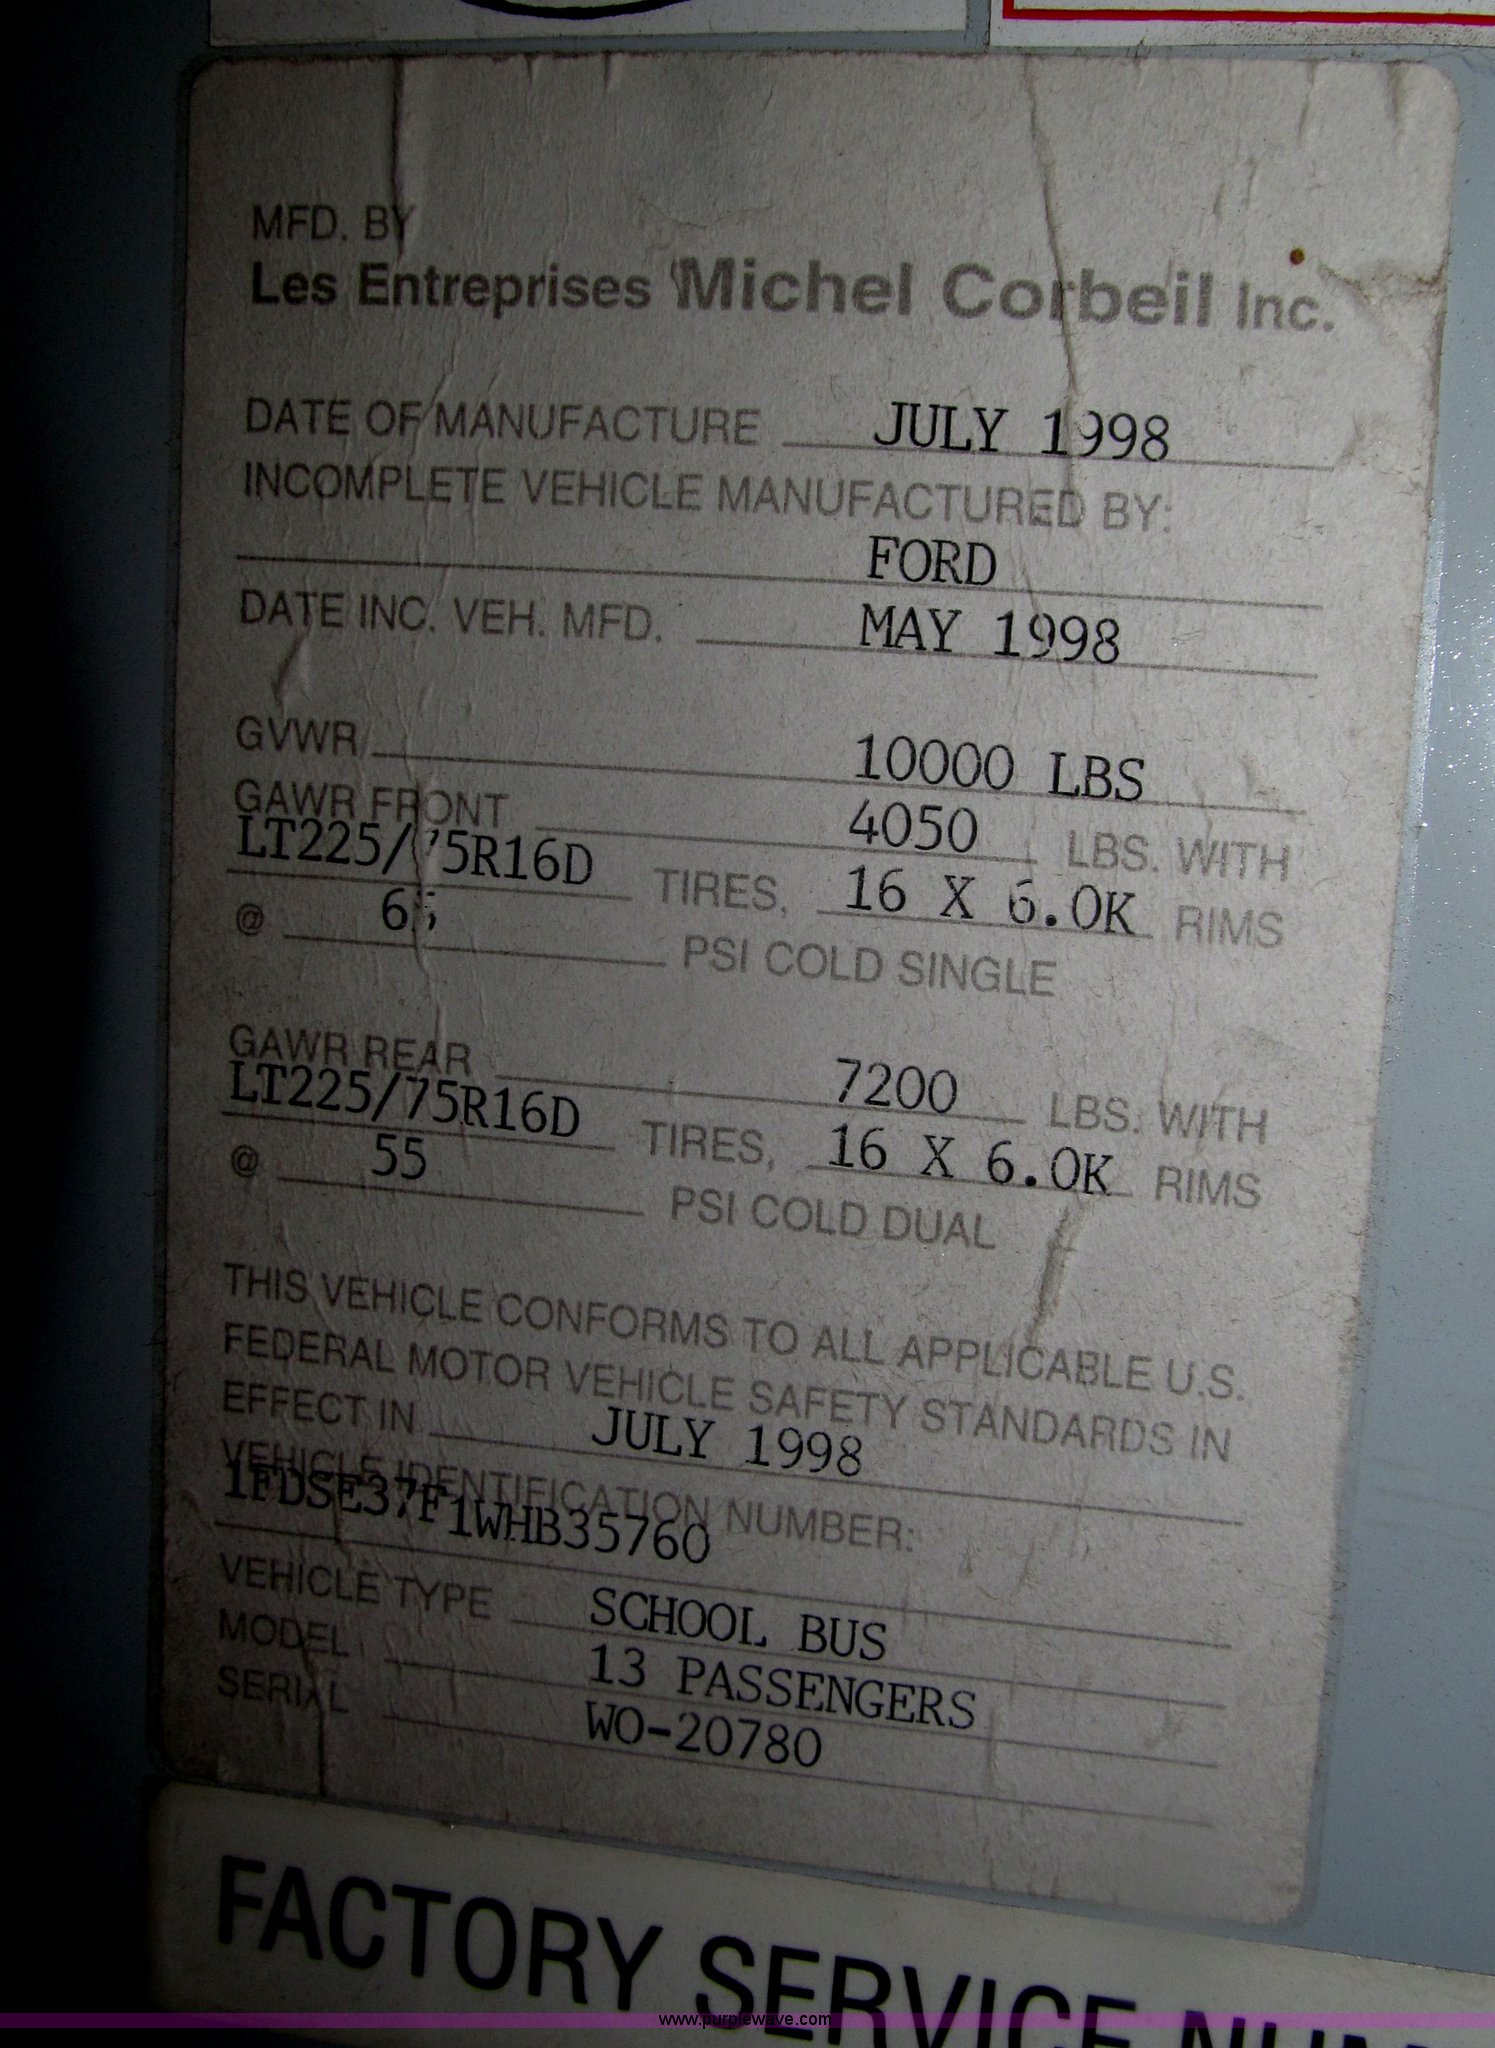 MFD. BY
Les Entreprises Michel Corbeil Inc.
DATE OF MANUFACTURE JULY 1998
INCOMPLETE VEHICLE MANUFACTURED BY:
FORD
DATE INC. VEH. MFD. MAY 1998
GVWR 10000 LBS
GAWR FRONT 4050 LBS. WITH
LT225/75R16D TIRES, 16 X 6.0K RIMS
@ 65 PSI COLD SINGLE
GAWR REAR 7200 LBS. WITH
LT225/75R16D TIRES, 16 X 6.0K RIMS
@ 55 PSI COLD DUAL
THIS VEHICLE CONFORMS TO ALL APPLICABLE U.S.
FEDERAL MOTOR VEHICLE SAFETY STANDARDS IN
EFFECT IN JULY 1998
VEHICLE IDENTIFICATION NUMBER:
1FDSE37F1WHB35760
VEHICLE TYPE SCHOOL BUS
MODEL 13 PASSENGERS
SERIAL WO-20780
FACTORY SERVICE NUM
www.purplewave.com